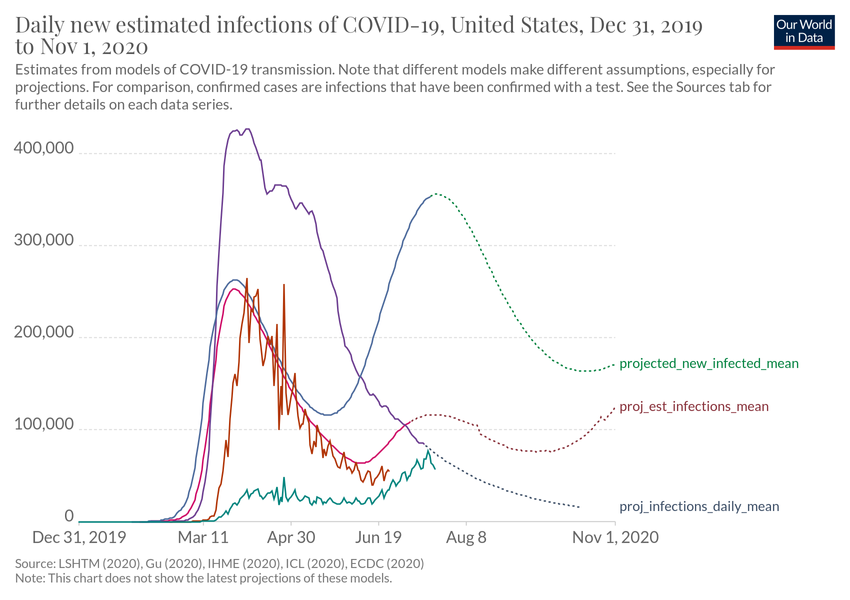 Daily new estimated infections of COVID-19, United States, Dec 31, 2019
to Nov 1, 2020
Our World
in Data
Estimates from models of COVID-19 transmission. Note that different models make different assumptions, especially for
projections. For comparison, confirmed cases are infections that have been confirmed with a test. See the Sources tab for
further details on each data series.
400,000
300,000
200,000
100,000
0
projected_new_infected_mean
proj_est_infections_mean
proj_infections_daily_mean
Dec 31, 2019
Mar 11
Apr 30
Jun 19
Aug 8
Nov 1, 2020
Source: LSHTM (2020), Gu (2020), IHME (2020), ICL (2020), ECDC (2020)
Note: This chart does not show the latest projections of these models.